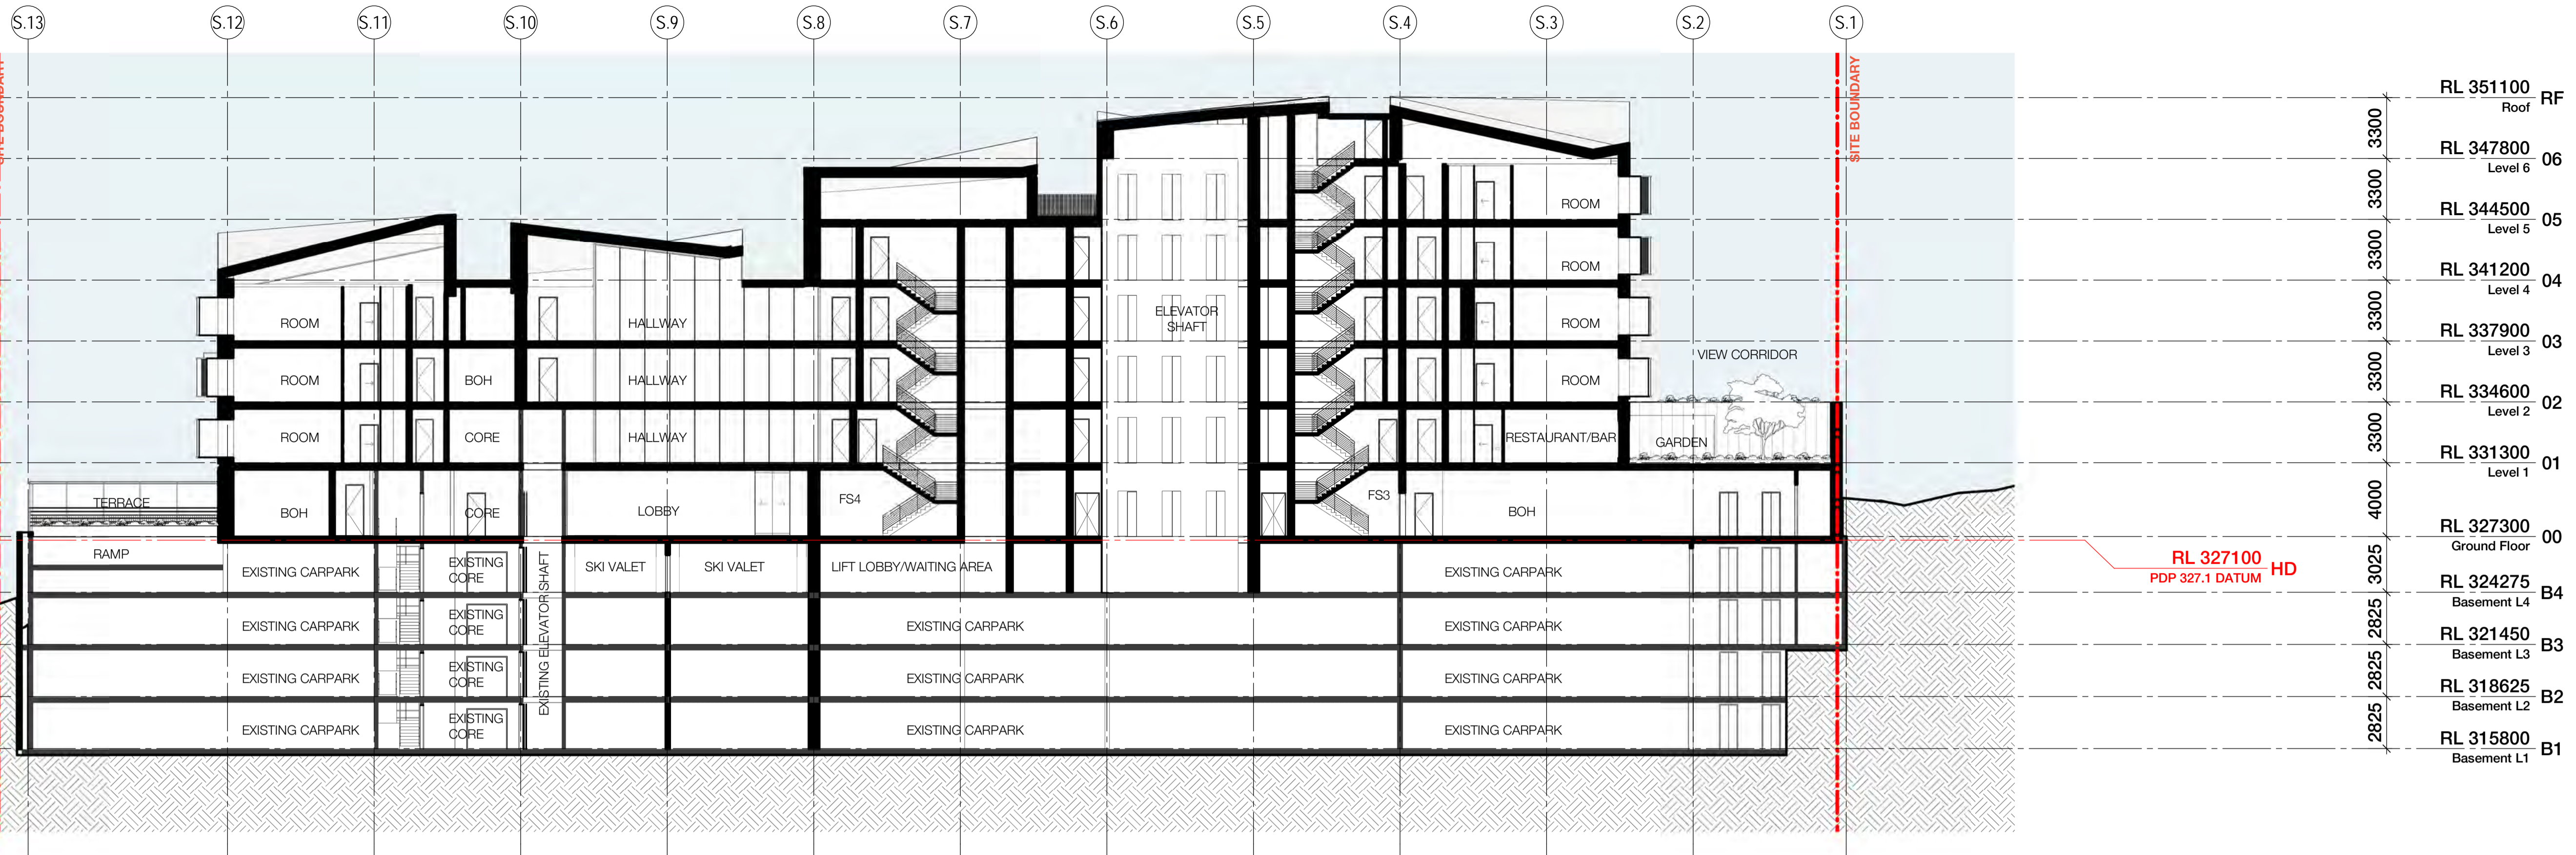 S.13
S.12
S.11
S.10
S.9
S.8
S.7
S.6
S.5
S.4
S.3
S.2
S.1
SITE BOUNDARY
SITE BOUNDARY
RL 351100
Roof
RF
3300
RL 347800
Level 6
06
3300
ROOM
RL 344500
Level 5
05
3300
ROOM
RL 341200
Level 4
04
3300
ROOM
HALLWAY
ELEVATOR
SHAFT
ROOM
RL 337900
Level 3
03
3300
VIEW CORRIDOR
ROOM
BOH
HALLWAY
ROOM
RL 334600
Level 2
02
3300
ROOM
CORE
HALLWAY
RESTAURANT/BAR
GARDEN
RL 331300
Level 1
01
4000
TERRACE
BOH
CORE
LOBBY
FS4
FS3
BOH
RL 327300
Ground Floor
00
RL 327100
PDP 327.1 DATUM
HD
3025
RAMP
EXISTING CARPARK
EXISTING
CORE
EXISTING ELEVATOR SHAFT
SKI VALET
SKI VALET
LIFT LOBBY/WAITING AREA
EXISTING CARPARK
RL 324275
Basement L4
B4
2825
EXISTING CARPARK
EXISTING
CORE
EXISTING CARPARK
EXISTING CARPARK
RL 321450
Basement L3
B3
2825
EXISTING CARPARK
EXISTING
CORE
EXISTING CARPARK
EXISTING CARPARK
RL 318625
Basement L2
B2
2825
EXISTING CARPARK
EXISTING
CORE
EXISTING CARPARK
EXISTING CARPARK
RL 315800
Basement L1
B1